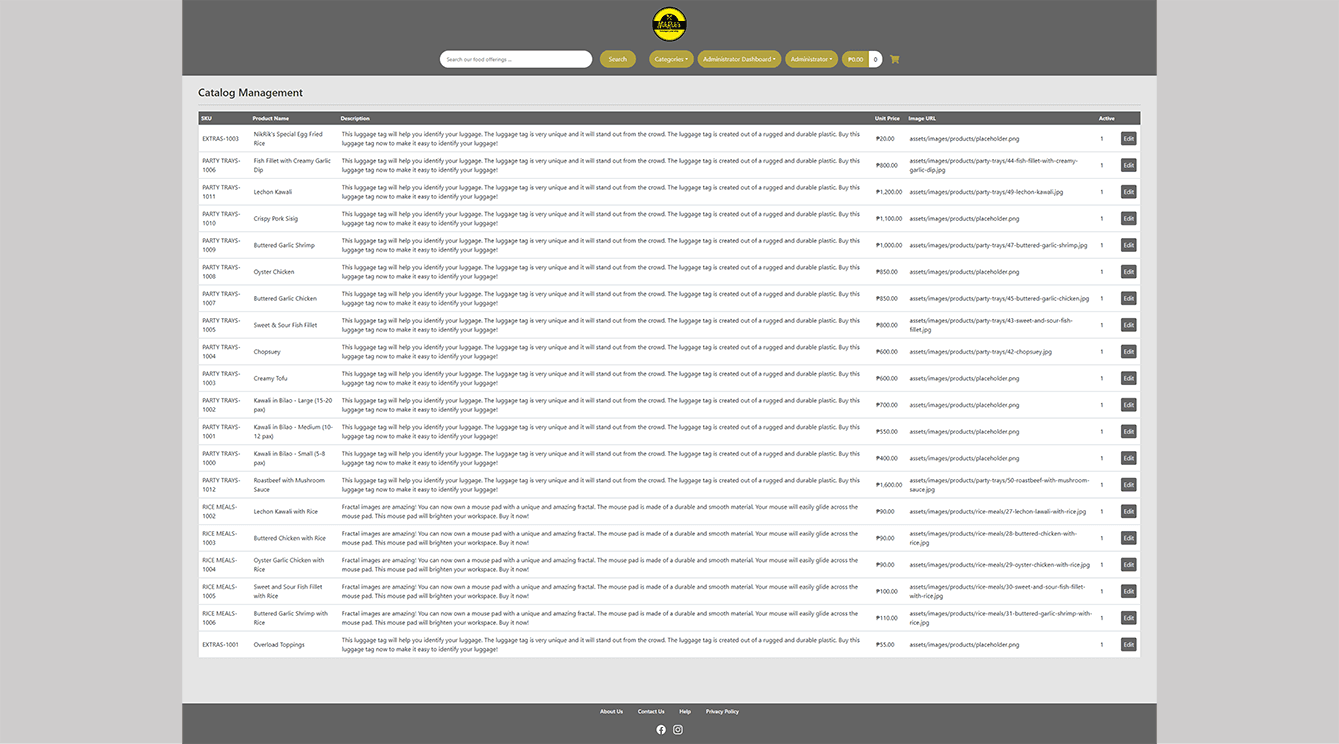 NikRik's
Search our food offerings ...
Search
Categories
Administrator Dashboard
Administrator
₱0.00 0
Catalog Management
SKU Product Name Description Unit Price Image URL Active
EXTRAS-1003 NikRik's Special Egg Fried Rice This luggage tag will help you identify your luggage. The luggage tag is very unique and it will stand out from the crowd. The luggage tag is created out of a rugged and durable plastic. Buy this luggage tag now to make it easy to identify your luggage! ₱20.00 assets/images/products/placeholder.png 1 Edit
PARTY TRAYS-1006 Fish Fillet with Creamy Garlic Dip This luggage tag will help you identify your luggage. The luggage tag is very unique and it will stand out from the crowd. The luggage tag is created out of a rugged and durable plastic. Buy this luggage tag now to make it easy to identify your luggage! ₱800.00 assets/images/products/party-trays/44-fish-fillet-with-creamy-garlic-dip.jpg 1 Edit
PARTY TRAYS-1011 Lechon Kawali This luggage tag will help you identify your luggage. The luggage tag is very unique and it will stand out from the crowd. The luggage tag is created out of a rugged and durable plastic. Buy this luggage tag now to make it easy to identify your luggage! ₱1,200.00 assets/images/products/party-trays/49-lechon-kawali.jpg 1 Edit
PARTY TRAYS-1010 Crispy Pork Sisig This luggage tag will help you identify your luggage. The luggage tag is very unique and it will stand out from the crowd. The luggage tag is created out of a rugged and durable plastic. Buy this luggage tag now to make it easy to identify your luggage! ₱1,100.00 assets/images/products/placeholder.png 1 Edit
PARTY TRAYS-1009 Buttered Garlic Shrimp This luggage tag will help you identify your luggage. The luggage tag is very unique and it will stand out from the crowd. The luggage tag is created out of a rugged and durable plastic. Buy this luggage tag now to make it easy to identify your luggage! ₱1,000.00 assets/images/products/party-trays/47-buttered-garlic-shrimp.jpg 1 Edit
PARTY TRAYS-1008 Oyster Chicken This luggage tag will help you identify your luggage. The luggage tag is very unique and it will stand out from the crowd. The luggage tag is created out of a rugged and durable plastic. Buy this luggage tag now to make it easy to identify your luggage! ₱850.00 assets/images/products/placeholder.png 1 Edit
PARTY TRAYS-1007 Buttered Garlic Chicken This luggage tag will help you identify your luggage. The luggage tag is very unique and it will stand out from the crowd. The luggage tag is created out of a rugged and durable plastic. Buy this luggage tag now to make it easy to identify your luggage! ₱850.00 assets/images/products/party-trays/45-buttered-garlic-chicken.jpg 1 Edit
PARTY TRAYS-1005 Sweet & Sour Fish Fillet This luggage tag will help you identify your luggage. The luggage tag is very unique and it will stand out from the crowd. The luggage tag is created out of a rugged and durable plastic. Buy this luggage tag now to make it easy to identify your luggage! ₱800.00 assets/images/products/party-trays/43-sweet-and-sour-fish-fillet.jpg 1 Edit
PARTY TRAYS-1004 Chopsuey This luggage tag will help you identify your luggage. The luggage tag is very unique and it will stand out from the crowd. The luggage tag is created out of a rugged and durable plastic. Buy this luggage tag now to make it easy to identify your luggage! ₱600.00 assets/images/products/party-trays/42-chopsuey.jpg 1 Edit
PARTY TRAYS-1003 Creamy Tofu This luggage tag will help you identify your luggage. The luggage tag is very unique and it will stand out from the crowd. The luggage tag is created out of a rugged and durable plastic. Buy this luggage tag now to make it easy to identify your luggage! ₱600.00 assets/images/products/placeholder.png 1 Edit
PARTY TRAYS-1002 Kawali in Bilao - Large (15-20 pax) This luggage tag will help you identify your luggage. The luggage tag is very unique and it will stand out from the crowd. The luggage tag is created out of a rugged and durable plastic. Buy this luggage tag now to make it easy to identify your luggage! ₱700.00 assets/images/products/placeholder.png 1 Edit
PARTY TRAYS-1001 Kawali in Bilao - Medium (10-12 pax) This luggage tag will help you identify your luggage. The luggage tag is very unique and it will stand out from the crowd. The luggage tag is created out of a rugged and durable plastic. Buy this luggage tag now to make it easy to identify your luggage! ₱550.00 assets/images/products/placeholder.png 1 Edit
PARTY TRAYS-1000 Kawali in Bilao - Small (5-8 pax) This luggage tag will help you identify your luggage. The luggage tag is very unique and it will stand out from the crowd. The luggage tag is created out of a rugged and durable plastic. Buy this luggage tag now to make it easy to identify your luggage! ₱400.00 assets/images/products/placeholder.png 1 Edit
PARTY TRAYS-1012 Roastbeef with Mushroom Sauce This luggage tag will help you identify your luggage. The luggage tag is very unique and it will stand out from the crowd. The luggage tag is created out of a rugged and durable plastic. Buy this luggage tag now to make it easy to identify your luggage! ₱1,600.00 assets/images/products/party-trays/50-roastbeef-with-mushroom-sauce.jpg 1 Edit
RICE MEALS-1002 Lechon Kawali with Rice Fractal images are amazing! You can now own a mouse pad with a unique and amazing fractal. The mouse pad is made of a durable and smooth material. Your mouse will easily glide across the mouse pad. This mouse pad will brighten your workspace. Buy it now! ₱90.00 assets/images/products/rice-meals/27-lechon-lawali-with-rice.jpg 1 Edit
RICE MEALS-1003 Buttered Chicken with Rice Fractal images are amazing! You can now own a mouse pad with a unique and amazing fractal. The mouse pad is made of a durable and smooth material. Your mouse will easily glide across the mouse pad. This mouse pad will brighten your workspace. Buy it now! ₱90.00 assets/images/products/rice-meals/28-buttered-chicken-with-rice.jpg 1 Edit
RICE MEALS-1004 Oyster Garlic Chicken with Rice Fractal images are amazing! You can now own a mouse pad with a unique and amazing fractal. The mouse pad is made of a durable and smooth material. Your mouse will easily glide across the mouse pad. This mouse pad will brighten your workspace. Buy it now! ₱90.00 assets/images/products/rice-meals/29-oyster-chicken-with-rice.jpg 1 Edit
RICE MEALS-1005 Sweet and Sour Fish Fillet with Rice Fractal images are amazing! You can now own a mouse pad with a unique and amazing fractal. The mouse pad is made of a durable and smooth material. Your mouse will easily glide across the mouse pad. This mouse pad will brighten your workspace. Buy it now! ₱100.00 assets/images/products/rice-meals/30-sweet-and-sour-fish-fillet-with-rice.jpg 1 Edit
RICE MEALS-1006 Buttered Garlic Shrimp with Rice Fractal images are amazing! You can now own a mouse pad with a unique and amazing fractal. The mouse pad is made of a durable and smooth material. Your mouse will easily glide across the mouse pad. This mouse pad will brighten your workspace. Buy it now! ₱110.00 assets/images/products/rice-meals/31-buttered-garlic-shrimp-with-rice.jpg 1 Edit
EXTRAS-1001 Overload Toppings This luggage tag will help you identify your luggage. The luggage tag is very unique and it will stand out from the crowd. The luggage tag is created out of a rugged and durable plastic. Buy this luggage tag now to make it easy to identify your luggage! ₱55.00 assets/images/products/placeholder.png 1 Edit
About Us Contact Us Help Privacy Policy